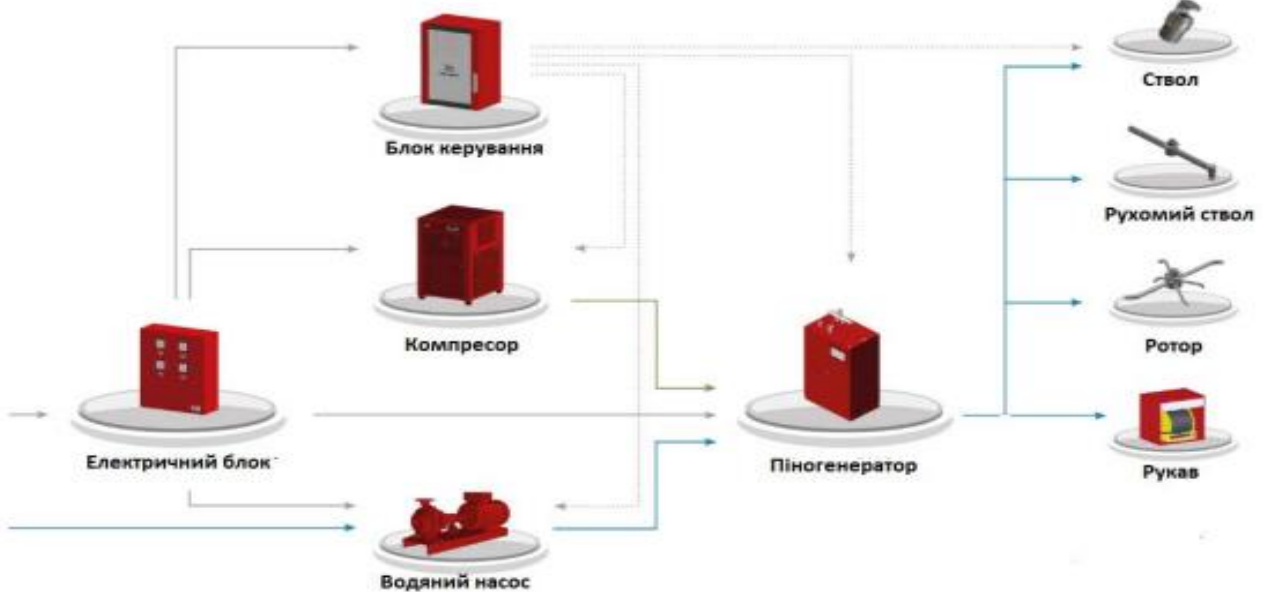 Ствол
Блок керування
Рухомий ствол
Компресор
Ротор
Електричний блок
Піногенератор
Рукав
Водяний насос